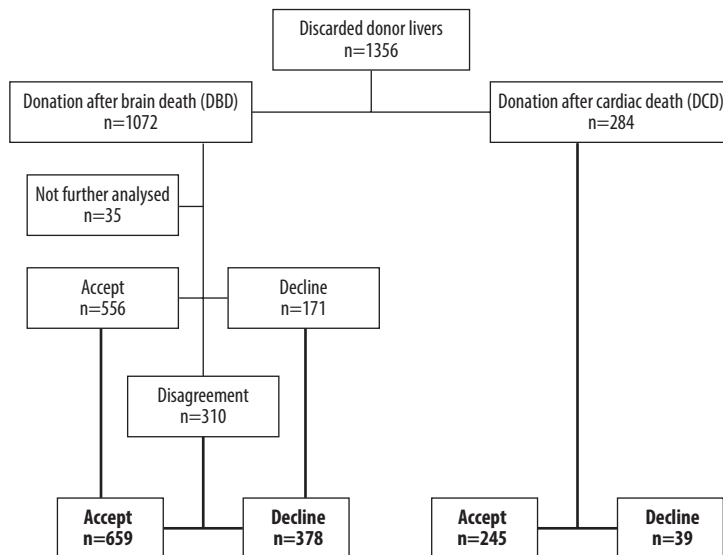 Discarded donor livers
n=1356
Donation after brain death (DBD)
n=1072
Donation after cardiac death (DCD)
n=284
Not further analysed
n=35
Accept
n=556
Decline
n=171
Disagreement
n=310
Accept
n=659
Decline
n=378
Accept
n=245
Decline
n=39